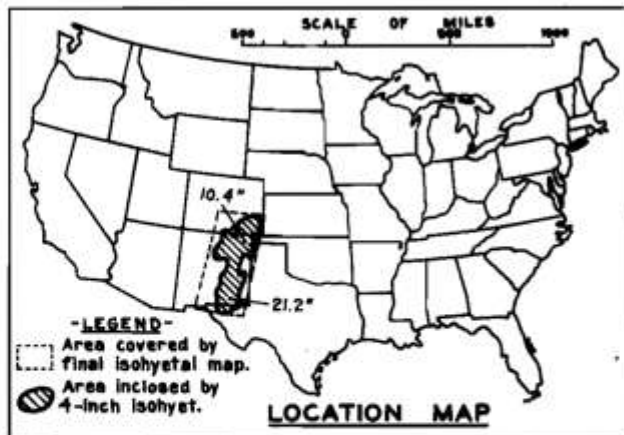 SCALE OF MILES
500 0 500 1000
10.4"
21.2"
-LEGEND-
Area covered by
final isohyetal map.
Area inclosed by
4-inch isohyet.
LOCATION MAP